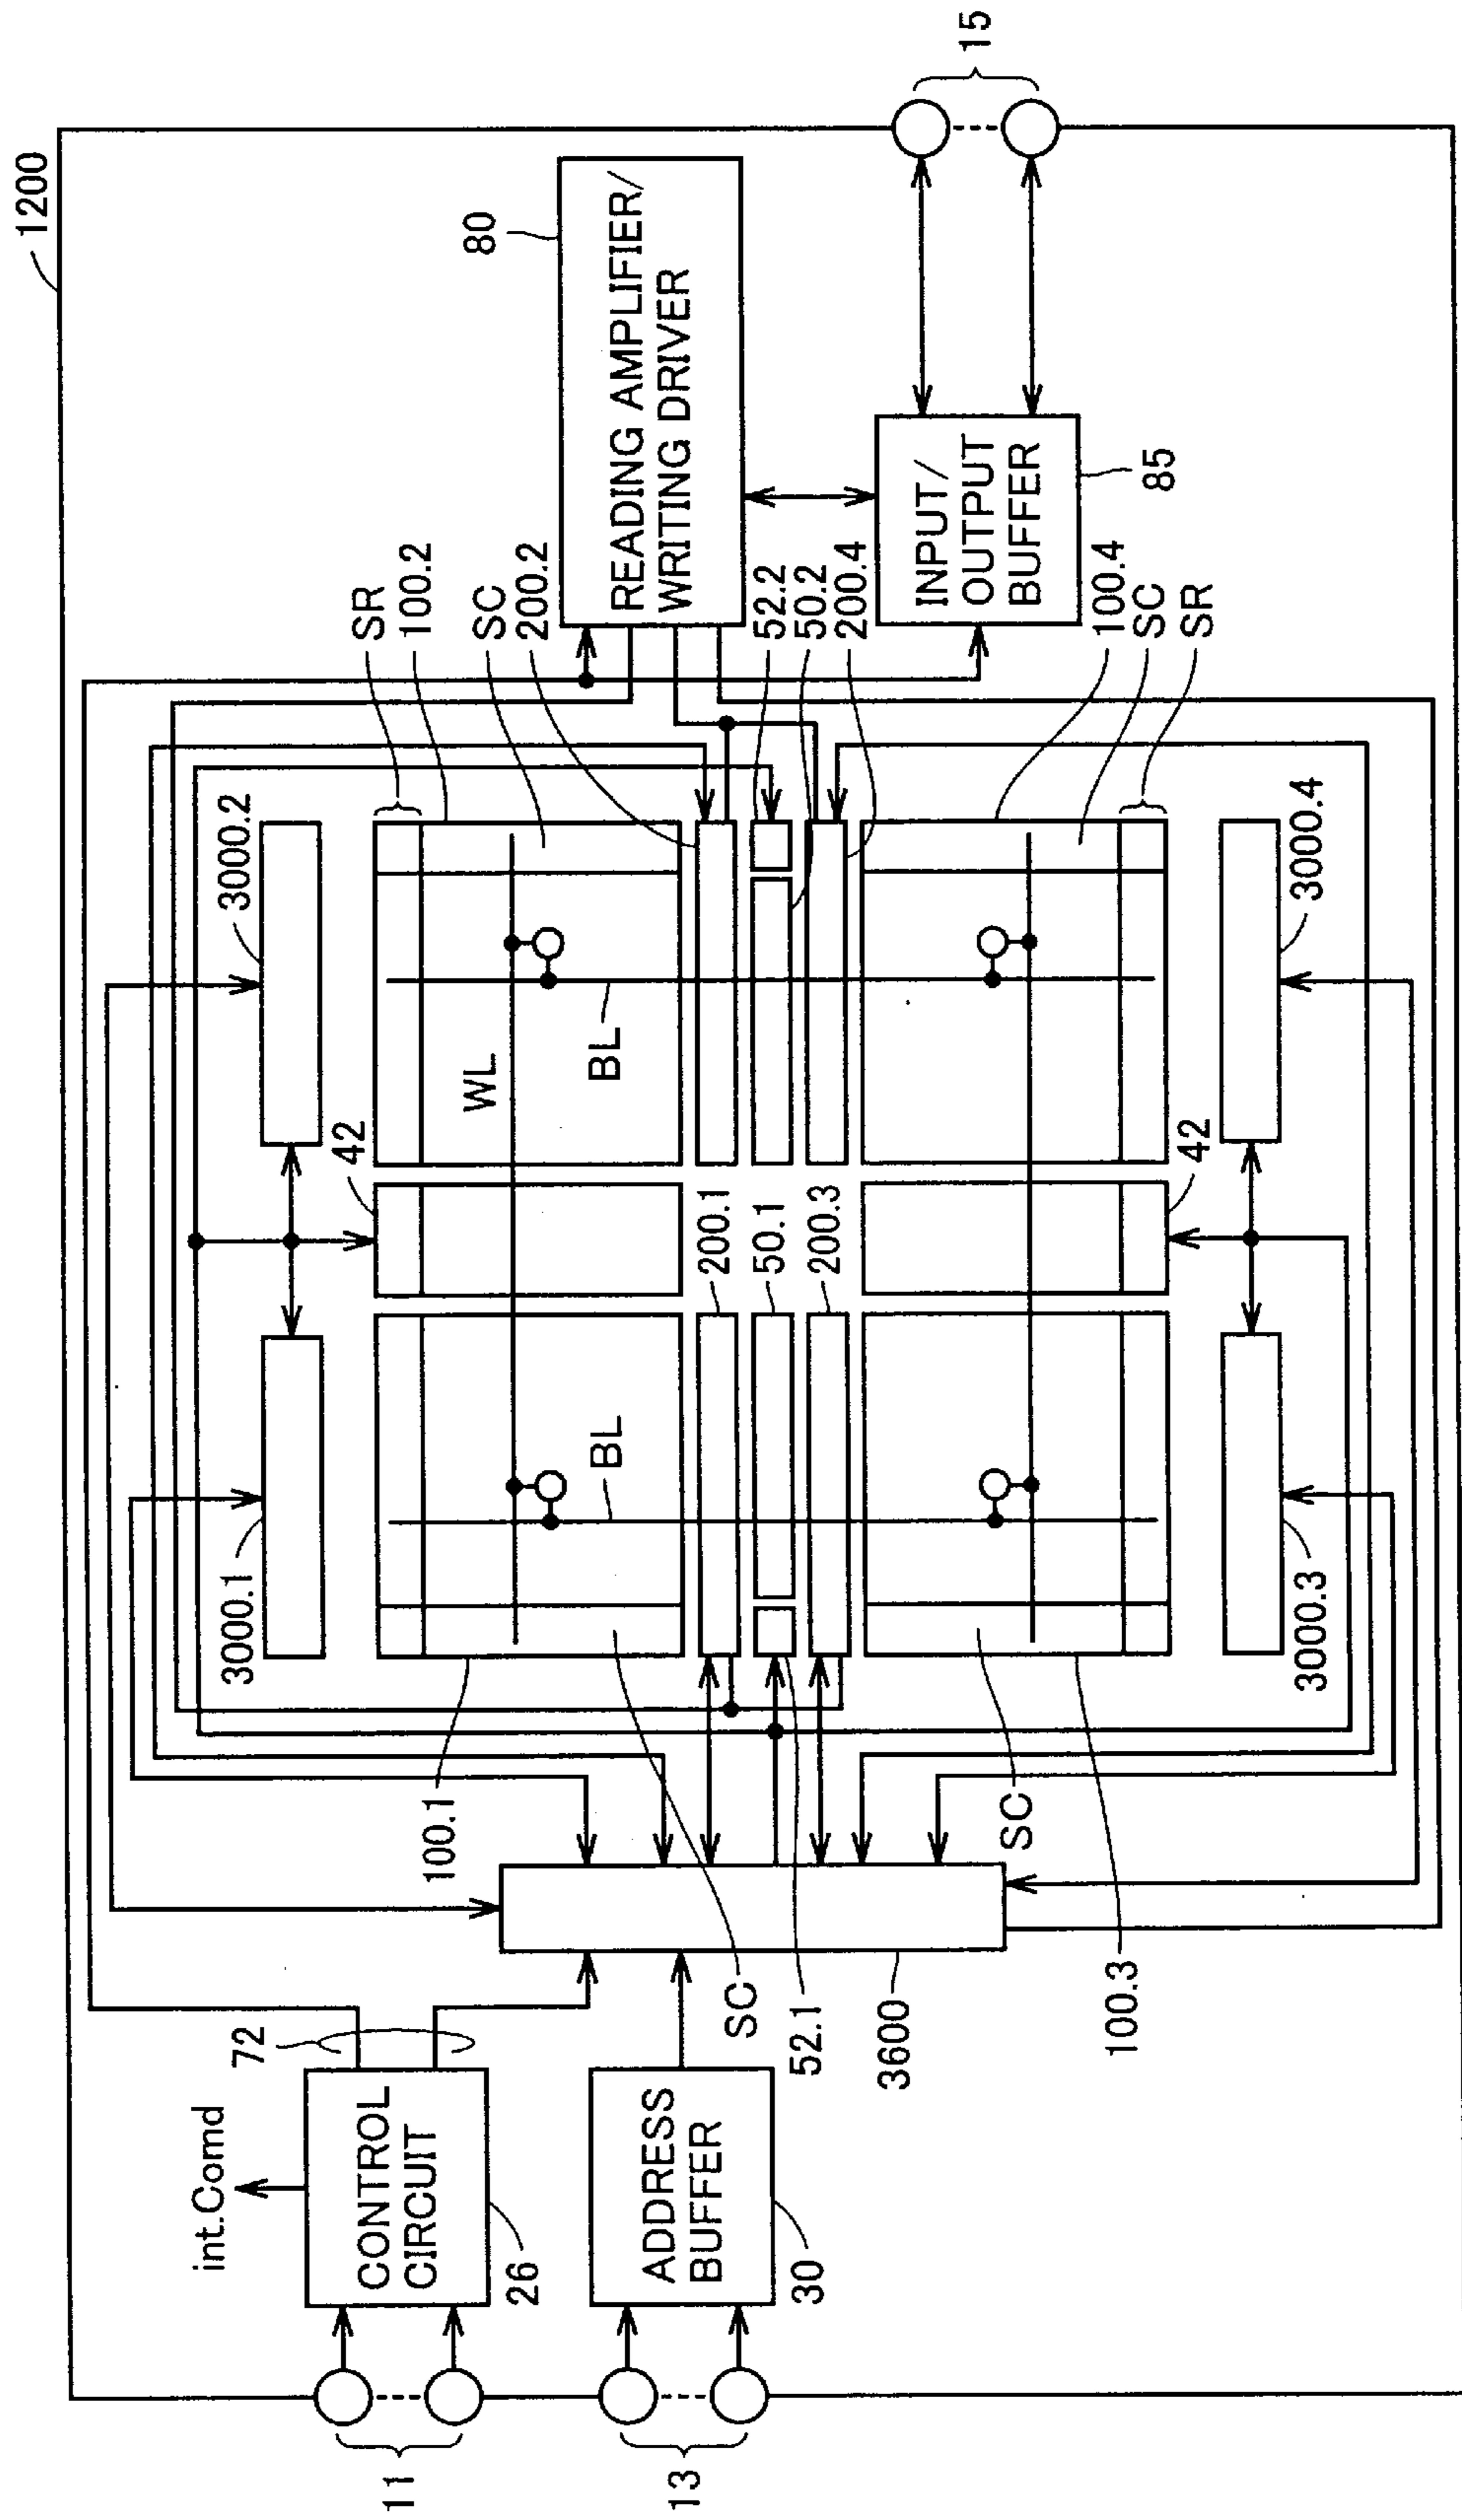 1200
15
80
READING AMPLIFIER/
WRITING DRIVER
INPUT/
OUTPUT
BUFFER
85
SR
100.2
SC
200.2
52.2
50.2
200.4
100.4
SC
SR
3000.2
3000.4
WL
BL
42
42
200.1
50.1
200.3
BL
3000.1
3000.3
100.1
SC
SC
52.1
3600
100.3
72
int.Comd
CONTROL
CIRCUIT
26
ADDRESS
BUFFER
30
11
13